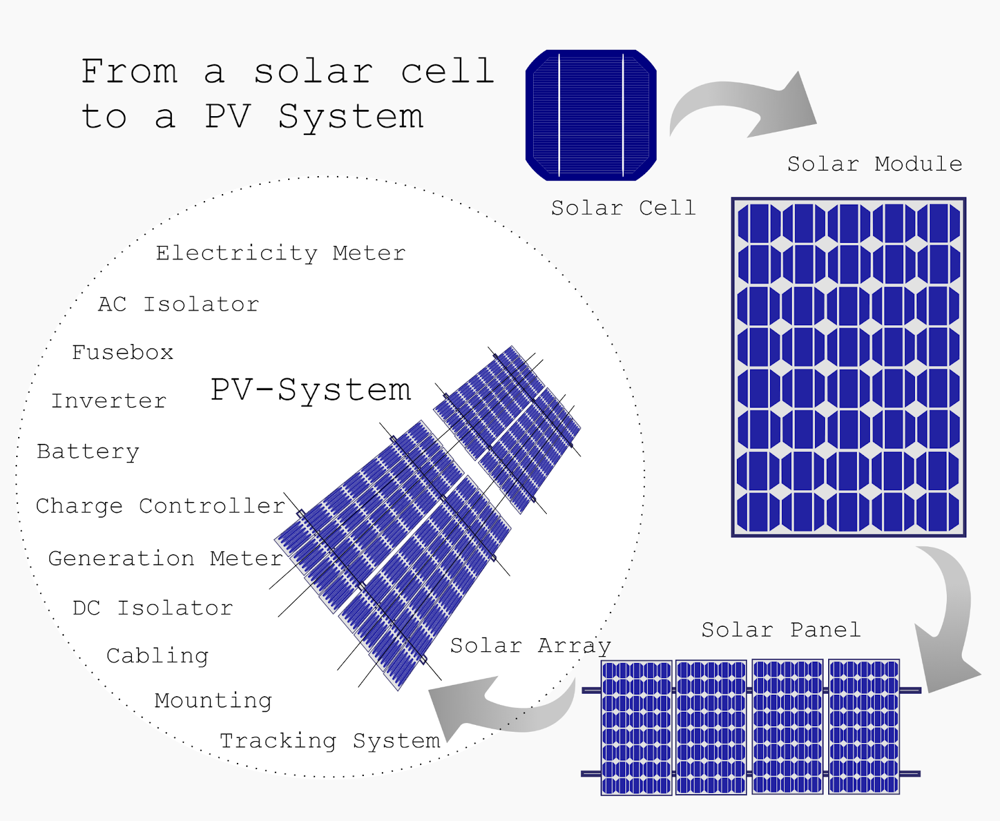 From a solar cell
to a PV System
Solar Cell
Solar Module
Electricity Meter
AC Isolator
Fusebox
PV-System
Inverter
Battery
Charge Controller
Generation Meter
DC Isolator
Solar Panel
Solar Array
Cabling
Mounting
Tracking System